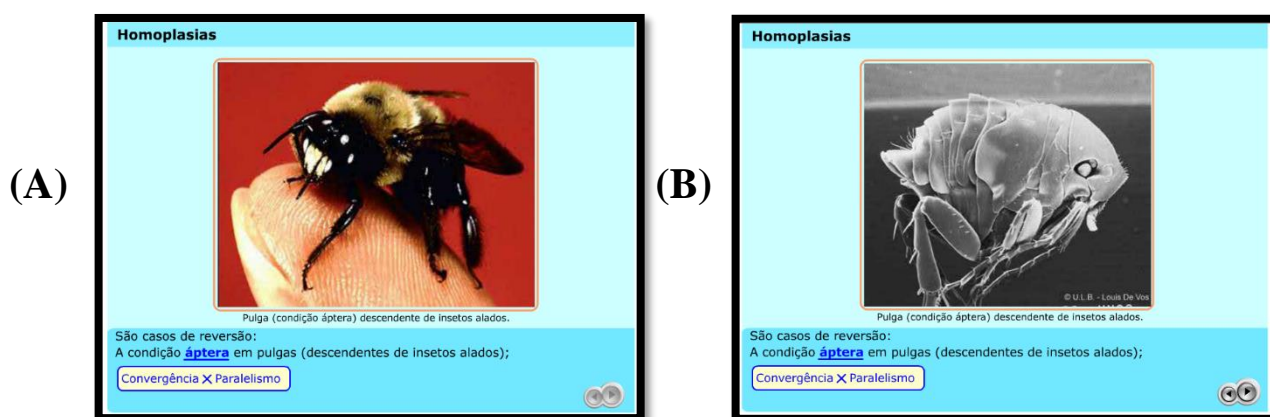 (A)
Homoplasias
Pulga (condição áptera) descendente de insetos alados.
São casos de reversão:
A condição áptera em pulgas (descendentes de insetos alados);
Convergência X Paralelismo
(B)
Homoplasias
© U.L.B. - Louis De Vos
Pulga (condição áptera) descendente de insetos alados.
São casos de reversão:
A condição áptera em pulgas (descendentes de insetos alados);
Convergência X Paralelismo